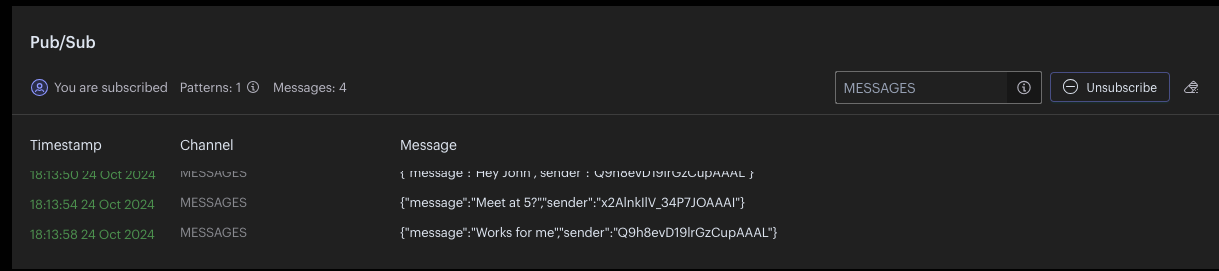 Pub/Sub
You are subscribed Patterns: 1 Messages: 4 MESSAGES Unsubscribe
Timestamp Channel Message
18:13:50 24 Oct 2024 MESSAGES {"message":"Hey John","sender":"Q9h8evD19lrGzCupAAAL"}
18:13:54 24 Oct 2024 MESSAGES {"message":"Meet at 5?","sender":"x2AlnkIlV_34P7JOAAAI"}
18:13:58 24 Oct 2024 MESSAGES {"message":"Works for me","sender":"Q9h8evD19lrGzCupAAAL"}